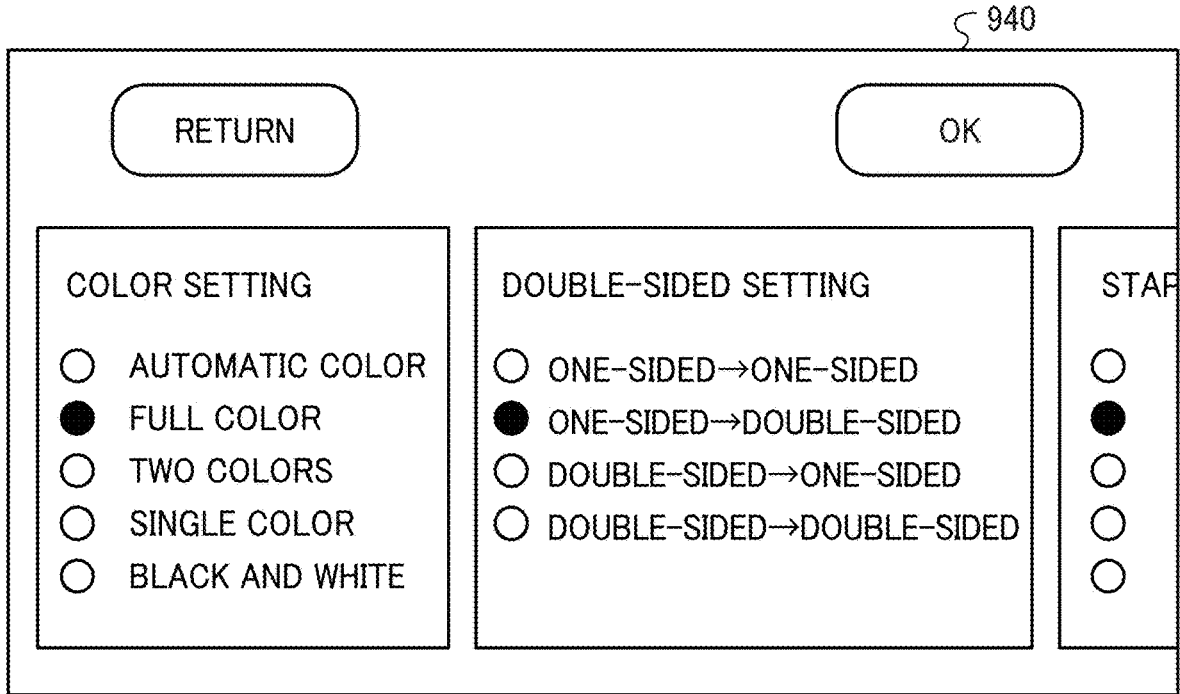 940
RETURN
OK
COLOR SETTING
AUTOMATIC COLOR
FULL COLOR
TWO COLORS
SINGLE COLOR
BLACK AND WHITE
DOUBLE-SIDED SETTING
ONE-SIDED→ONE-SIDED
ONE-SIDED→DOUBLE-SIDED
DOUBLE-SIDED→ONE-SIDED
DOUBLE-SIDED→DOUBLE-SIDED